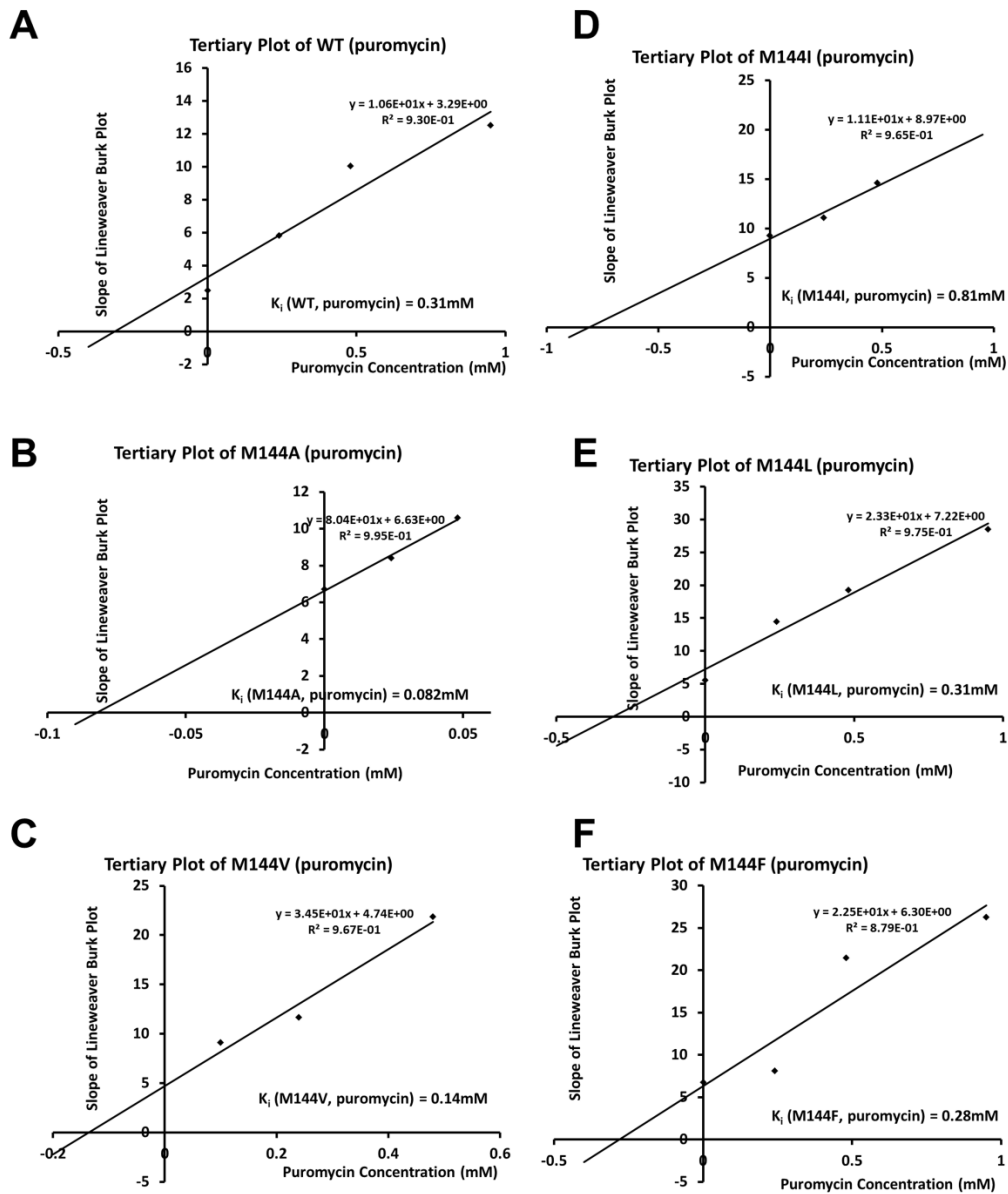 A
Tertiary Plot of WT (puromycin)
Slope of Lineweaver Burk Plot
16
14
12
10
8
6
4
2
0
-2
y = 1.06E+01x + 3.29E+00
R² = 9.30E-01
Ki (WT, puromycin) = 0.31mM
-0.5
0
0.5
1
Puromycin Concentration (mM)
B
Tertiary Plot of M144A (puromycin)
Slope of Lineweaver Burk Plot
12
10
8
6
4
2
0
-2
y = 8.04E+01x + 6.63E+00
R² = 9.95E-01
Ki (M144A, puromycin) = 0.082mM
-0.1
-0.05
0
0.05
Puromycin Concentration (mM)
C
Tertiary Plot of M144V (puromycin)
Slope of Lineweaver Burk Plot
25
20
15
10
5
0
-5
y = 3.45E+01x + 4.74E+00
R² = 9.67E-01
Ki (M144V, puromycin) = 0.14mM
-0.2
0
0.2
0.4
0.6
Puromycin Concentration (mM)
D
Tertiary Plot of M144I (puromycin)
Slope of Lineweaver Burk Plot
25
20
15
10
5
0
-5
y = 1.11E+01x + 8.97E+00
R² = 9.65E-01
Ki (M144I, puromycin) = 0.81mM
-1
-0.5
0
0.5
1
Puromycin Concentration (mM)
E
Tertiary Plot of M144L (puromycin)
Slope of Lineweaver Burk Plot
35
30
25
20
15
10
5
0
-5
-10
y = 2.33E+01x + 7.22E+00
R² = 9.75E-01
Ki (M144L, puromycin) = 0.31mM
-0.5
0
0.5
1
Puromycin Concentration (mM)
F
Tertiary Plot of M144F (puromycin)
Slope of Lineweaver Burk Plot
30
25
20
15
10
5
0
-5
y = 2.25E+01x + 6.30E+00
R² = 8.79E-01
Ki (M144F, puromycin) = 0.28mM
-0.5
0
0.5
1
Puromycin Concentration (mM)